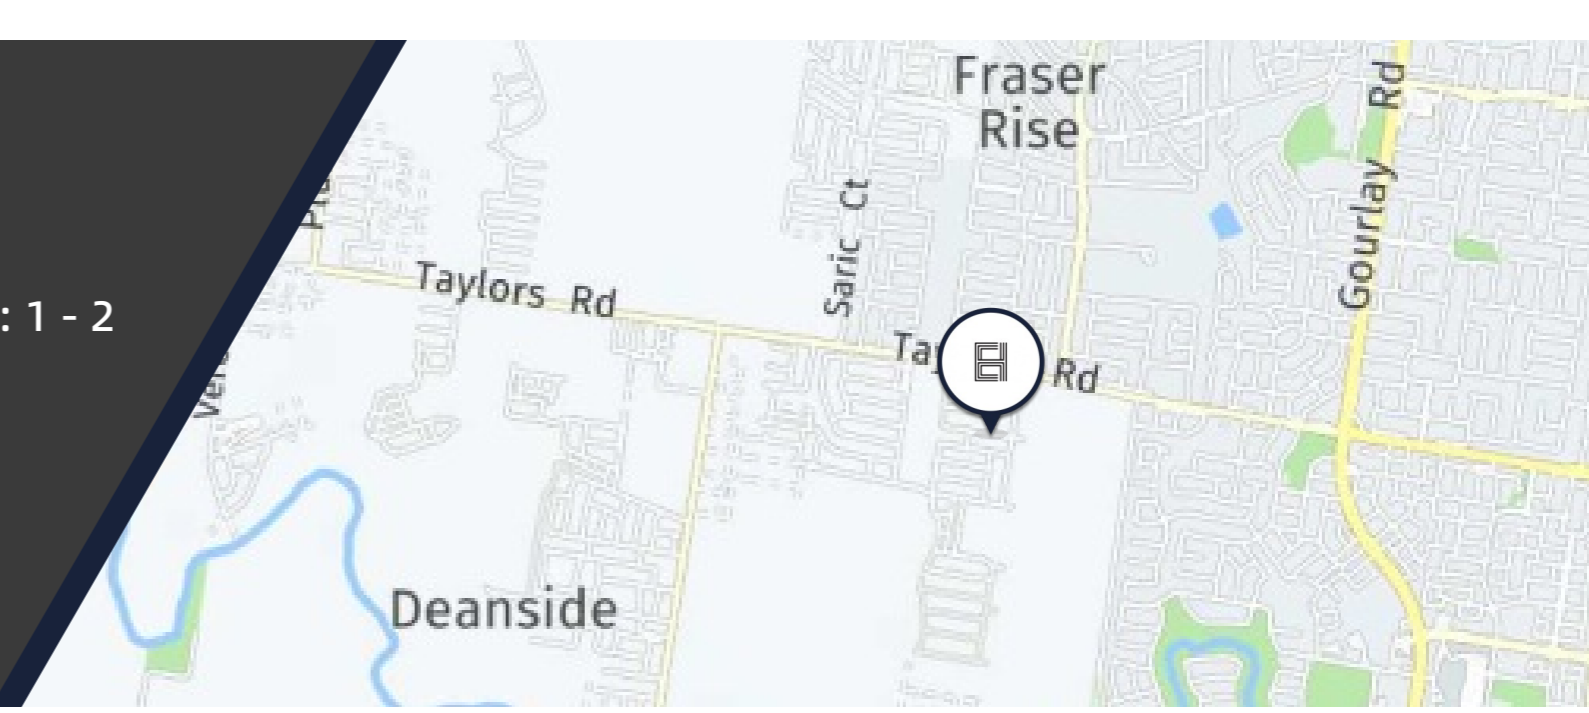 Fraser
Rise
Gourlay Rd
Saric Ct
Taylors Rd
Rd
: 1 - 2
Deanside